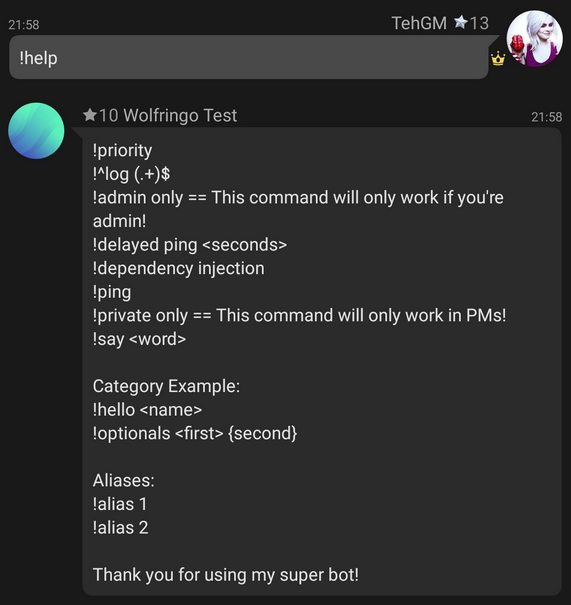 21:58
TehGM ★13
!help
★10 Wolfringo Test
21:58
!priority
!^log (.+)$
!admin only == This command will only work if you're
admin!
!delayed ping <seconds>
!dependency injection
!ping
!private only == This command will only work in PMs!
!say <word>
Category Example:
!hello <name>
!optionals <first> {second}
Aliases:
!alias 1
!alias 2
Thank you for using my super bot!